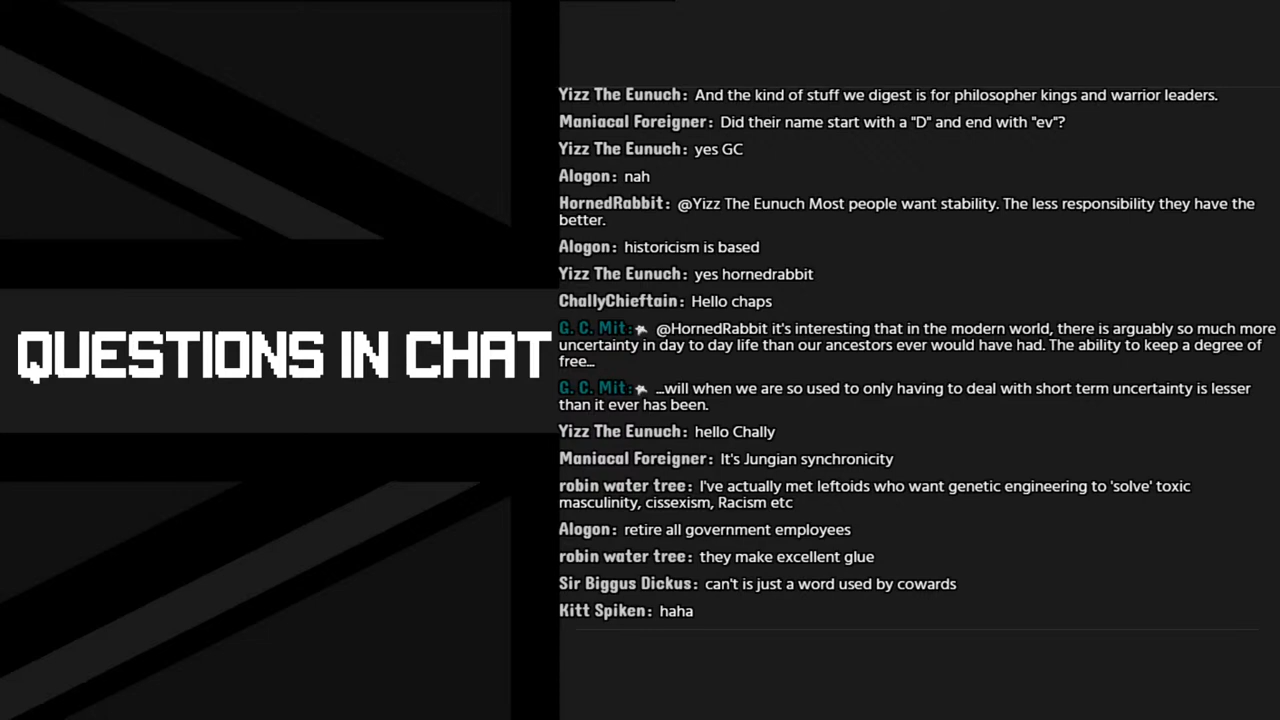 QUESTIONS IN CHAT
Yizz The Eunuch: And the kind of stuff we digest is for philosopher kings and warrior leaders.
Maniacal Foreigner: Did their name start with a "D" and end with "ev"?
Yizz The Eunuch: yes GC
Alogon: nah
HornedRabbit: @Yizz The Eunuch Most people want stability. The less responsibility they have the
better.
Alogon: historicism is based
Yizz The Eunuch: yes hornedrabbit
ChallyChieftain: Hello chaps
G. C. Mit: @HornedRabbit it's interesting that in the modern world, there is arguably so much more
uncertainty in day to day life than our ancestors ever would have had. The ability to keep a degree of
free...
G. C. Mit: ...will when we are so used to only having to deal with short term uncertainty is lesser
than it ever has been.
Yizz The Eunuch: hello Chally
Maniacal Foreigner: It's Jungian synchronicity
robin water tree: I've actually met leftoids who want genetic engineering to 'solve' toxic
masculinity, cissexism, Racism etc
Alogon: retire all government employees
robin water tree: they make excellent glue
Sir Biggus Dickus: can't is just a word used by cowards
Kitt Spiken: haha